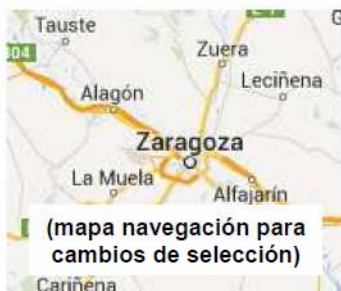 Tauste
Zuera
Leciñena
Alagón
Zaragoza
La Muela
Alfajarín
(mapa navegación para
cambios de selección)
Cariñena